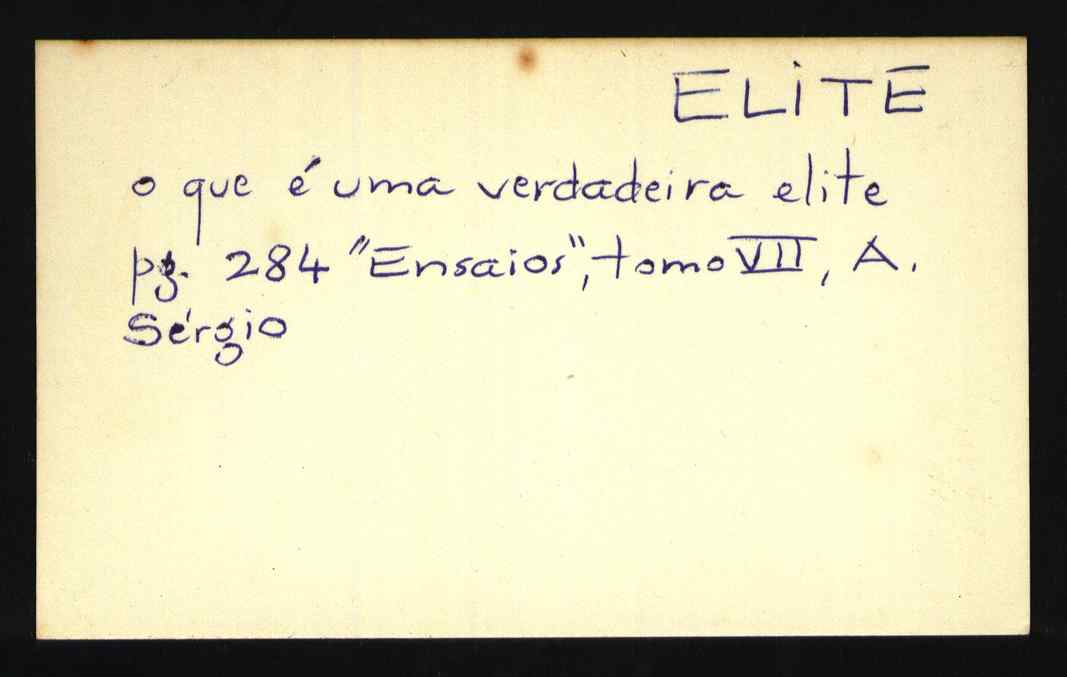 ELITE
o que é uma verdadeira elite
pg. 284 "Ensaios", tomo VII, A.
Sérgio